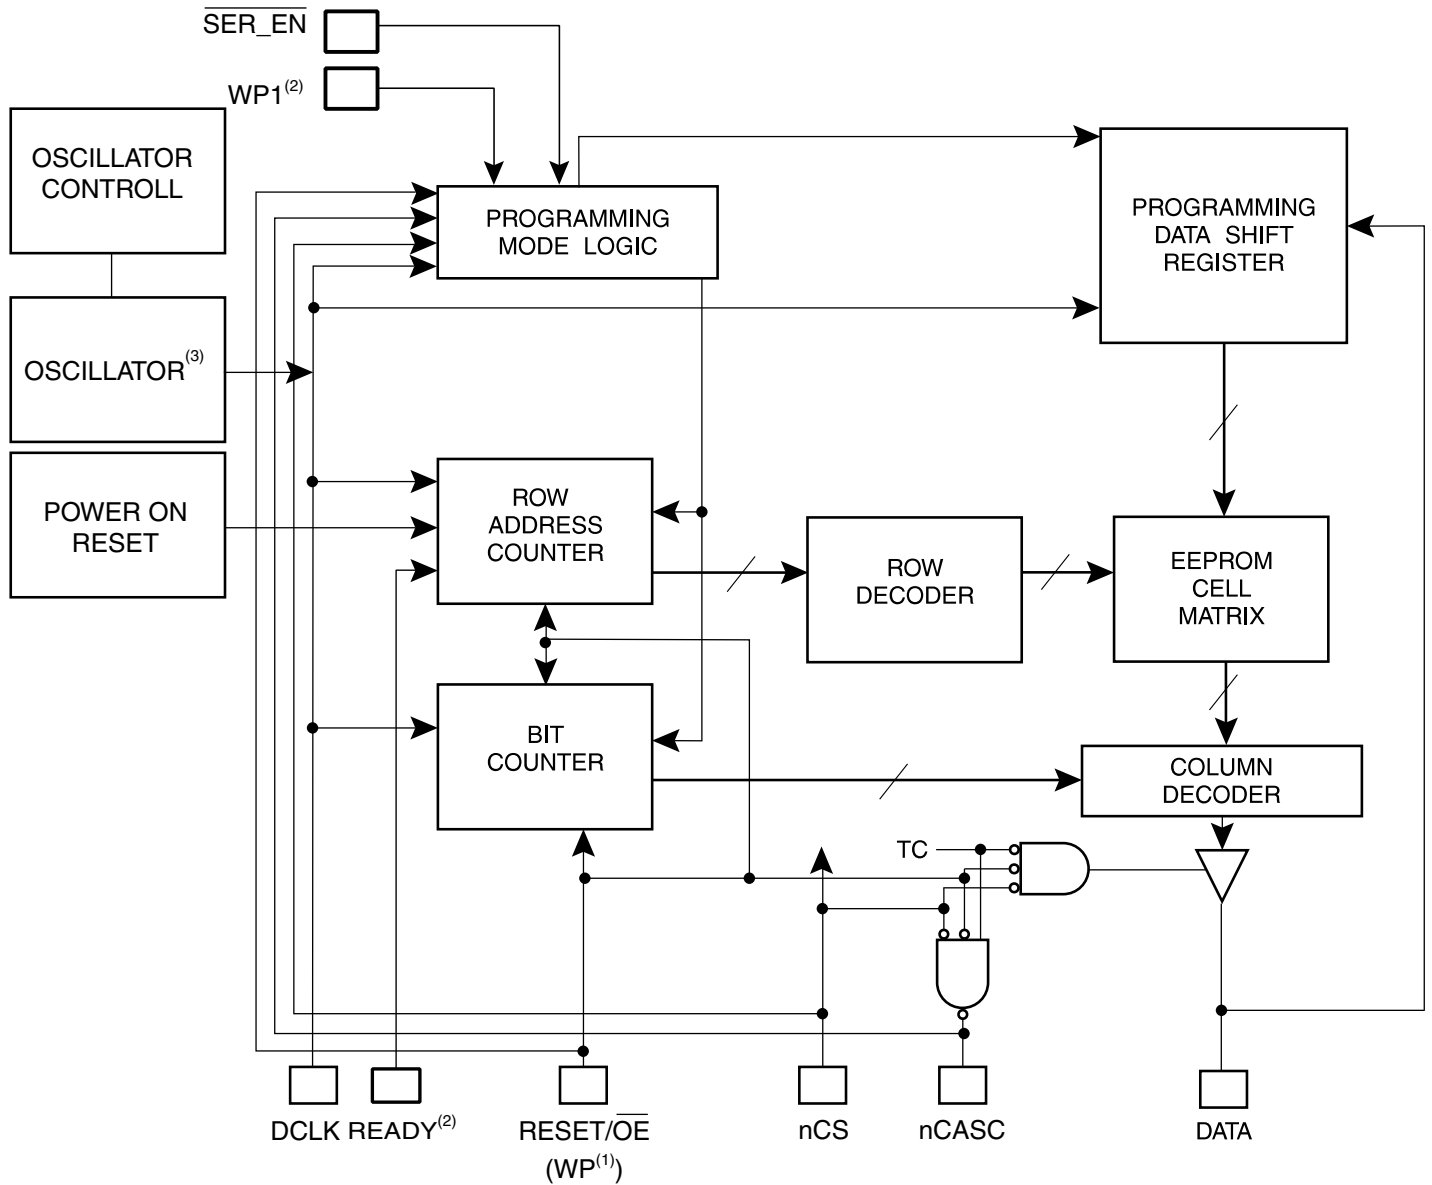 SER_EN
WP1(2)
OSCILLATOR
CONTROLL
PROGRAMMING
MODE LOGIC
PROGRAMMING
DATA SHIFT
REGISTER
OSCILLATOR(3)
POWER ON
RESET
ROW
ADDRESS
COUNTER
ROW
DECODER
EEPROM
CELL
MATRIX
BIT
COUNTER
COLUMN
DECODER
TC
DCLK
READY(2)
RESET/OE
(WP(1))
nCS
nCASC
DATA